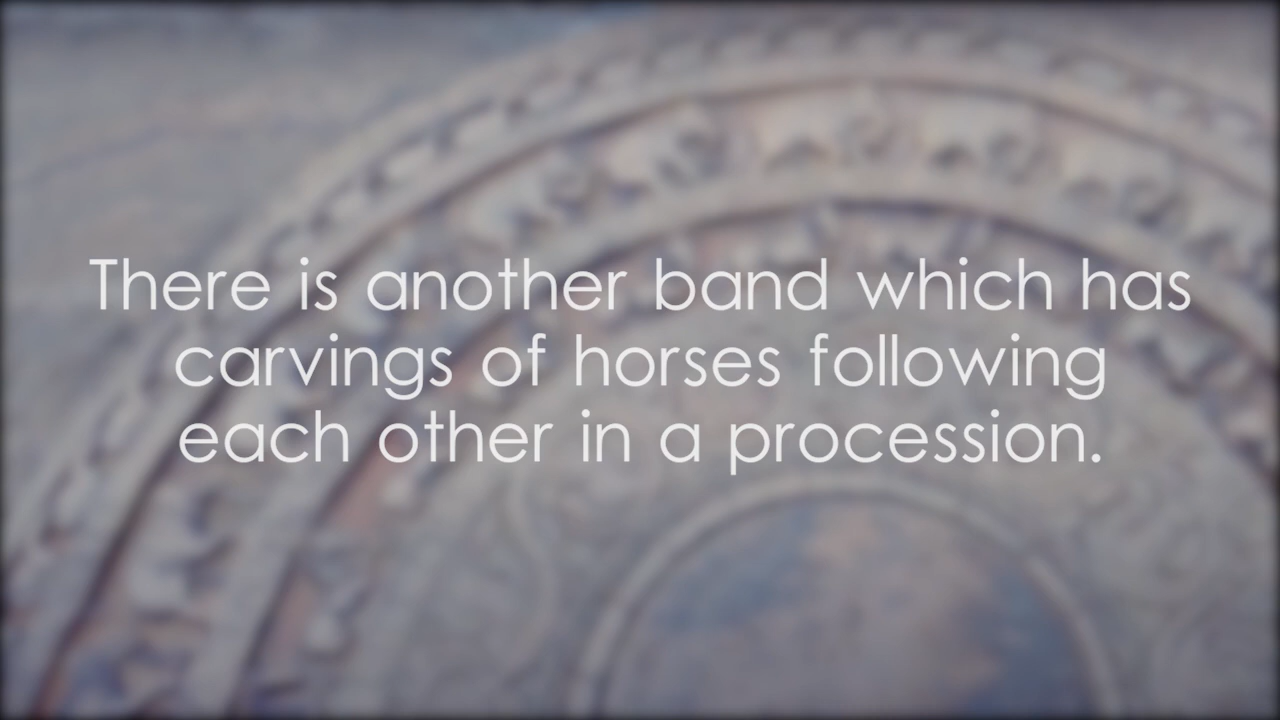 There is another band which has
carvings of horses following
each other in a procession.